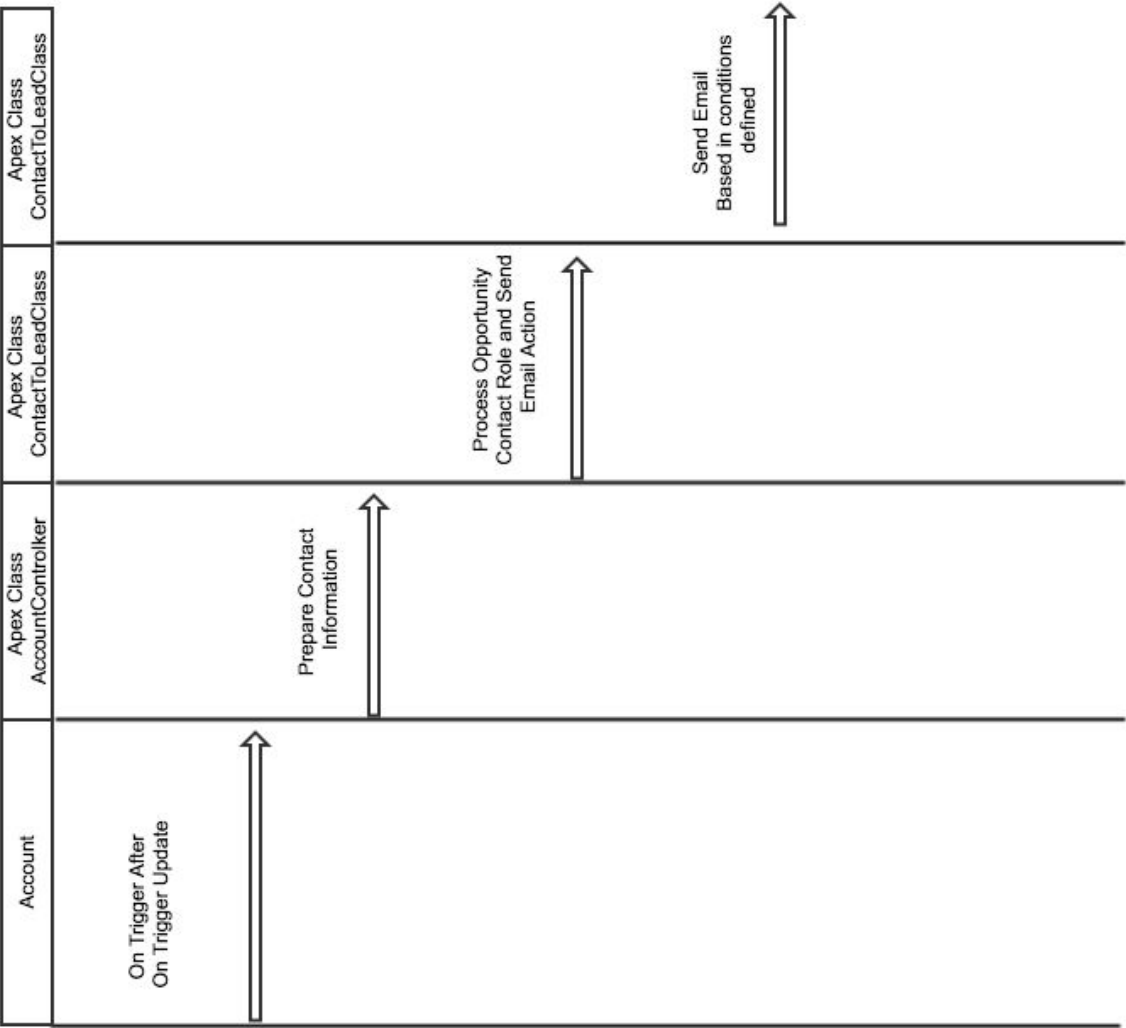 Account
Apex Class
AccountControlker
Apex Class
ContactToLeadClass
Apex Class
ContactToLeadClass
On Trigger After
On Trigger Update
Prepare Contact
Information
Process Opportunity
Contact Role and Send
Email Action
Send Email
Based in conditions
defined